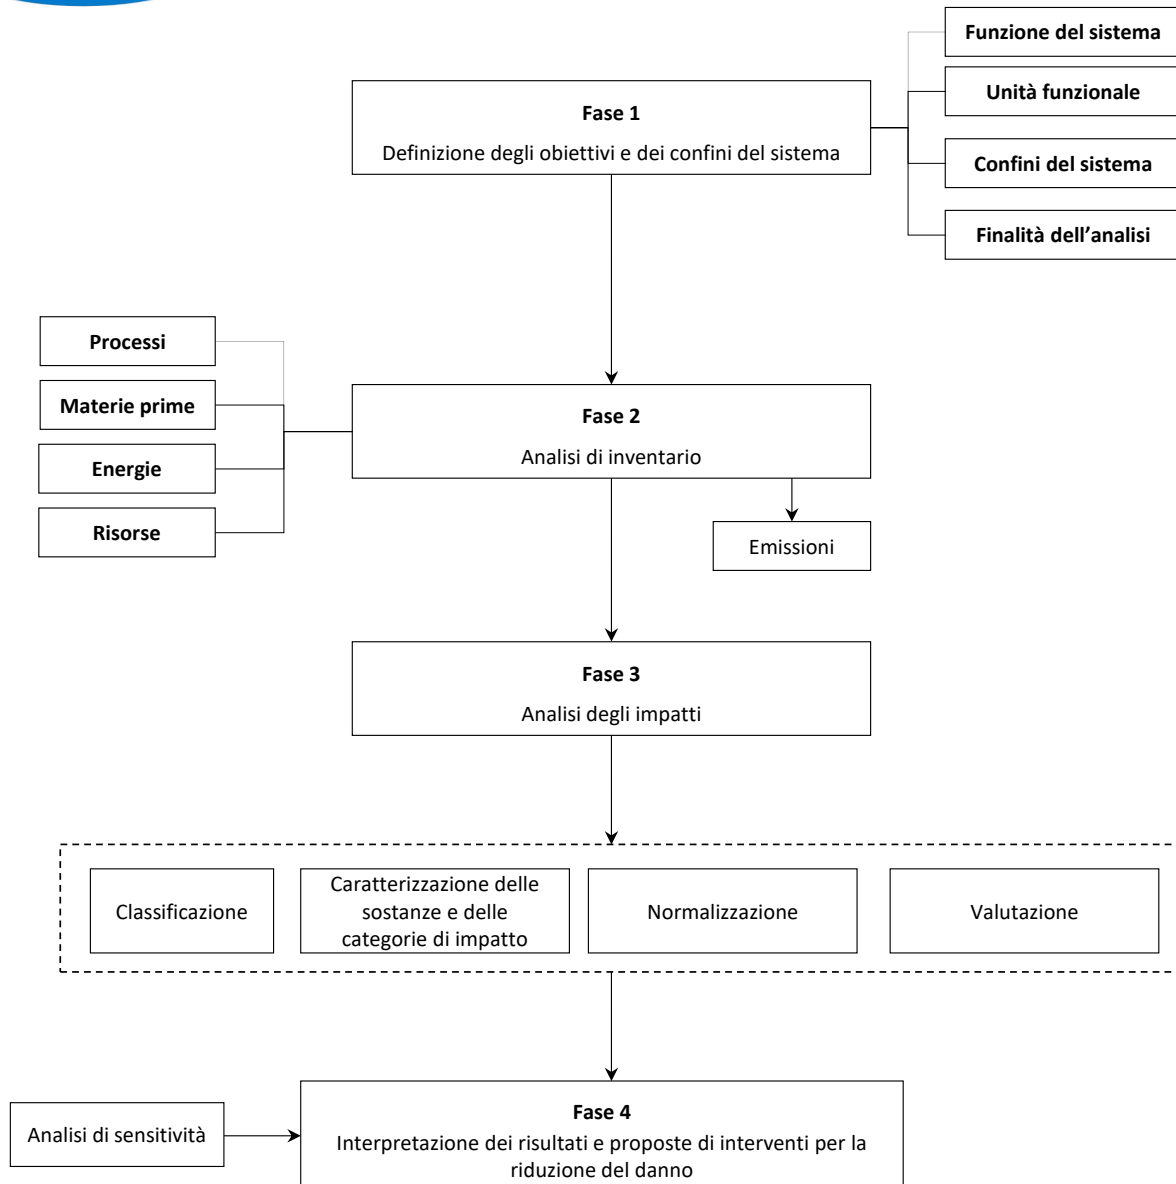 Funzione del sistema
Fase 1
Definizione degli obiettivi e dei confini del sistema
Unità funzionale
Confini del sistema
Finalità dell’analisi
Processi
Materie prime
Energie
Risorse
Fase 2
Analisi di inventario
Emissioni
Fase 3
Analisi degli impatti
Classificazione
Caratterizzazione delle
sostanze e delle
categorie di impatto
Normalizzazione
Valutazione
Analisi di sensitività
Fase 4
Interpretazione dei risultati e proposte di interventi per la
riduzione del danno